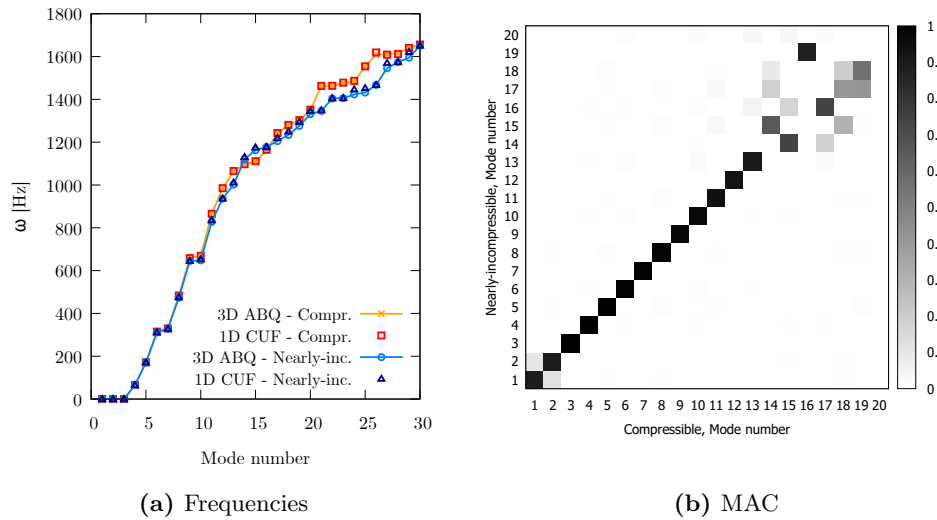 1800
1600
1400
1200
1000
800
600
400
200
0
ω [Hz]
3D ABQ - Compr.
1D CUF - Compr.
3D ABQ - Nearly-inc.
1D CUF - Nearly-inc.
0 5 10 15 20 25 30
Mode number
(a) Frequencies
20
19
18
17
16
15
14
13
12
11
10
9
8
7
6
5
4
3
2
1
Nearly-incompressible, Mode number
1 2 3 4 5 6 7 8 9 10 11 12 13 14 15 16 17 18 19 20
Compressible, Mode number
1
0
(b) MAC